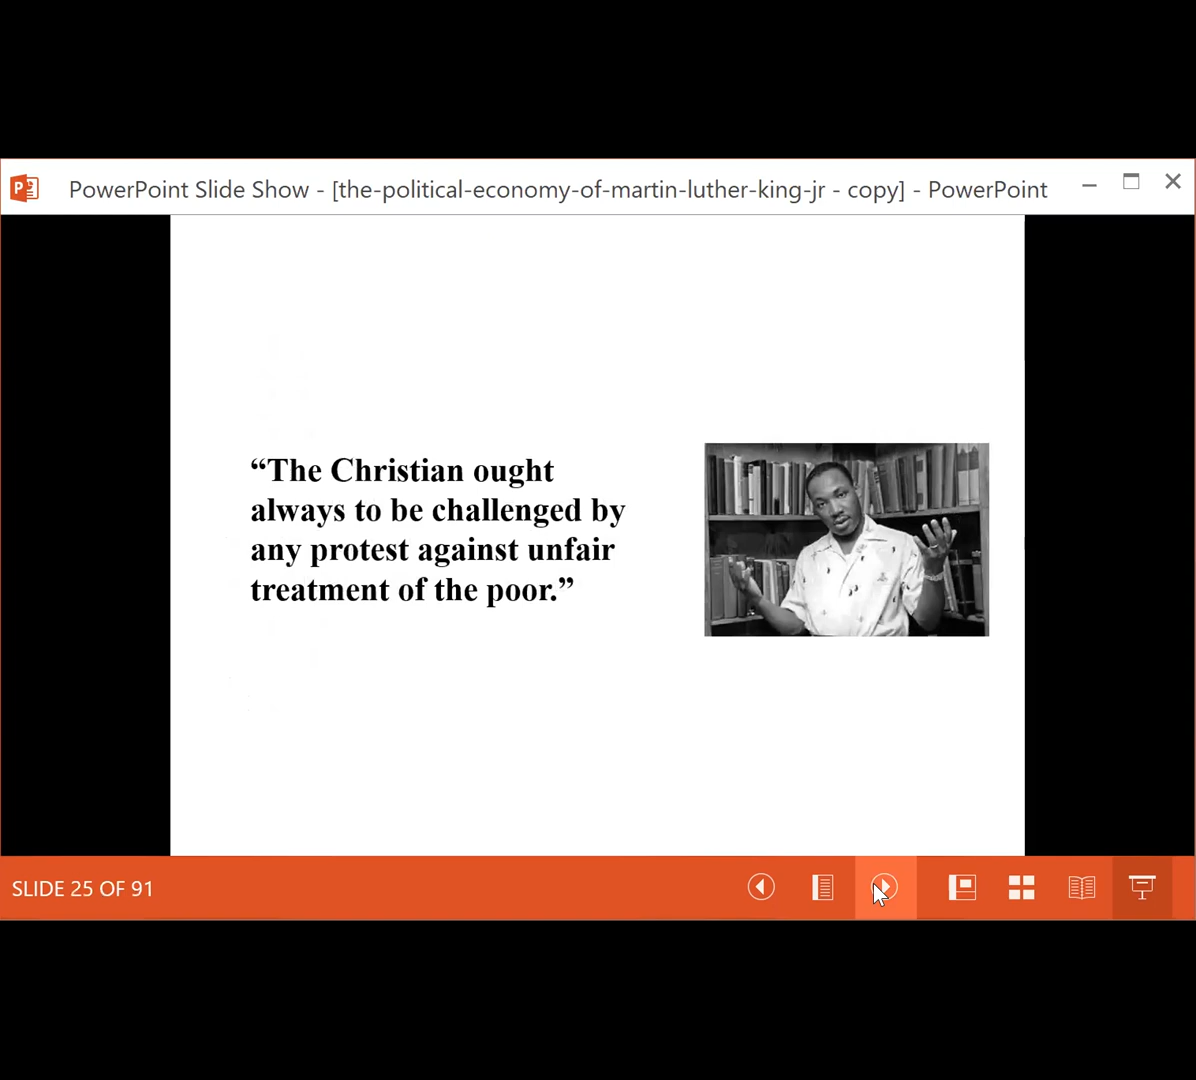 PowerPoint Slide Show - [the-political-economy-of-martin-luther-king-jr - copy] - PowerPoint
“The Christian ought
always to be challenged by
any protest against unfair
treatment of the poor.”
SLIDE 25 OF 91